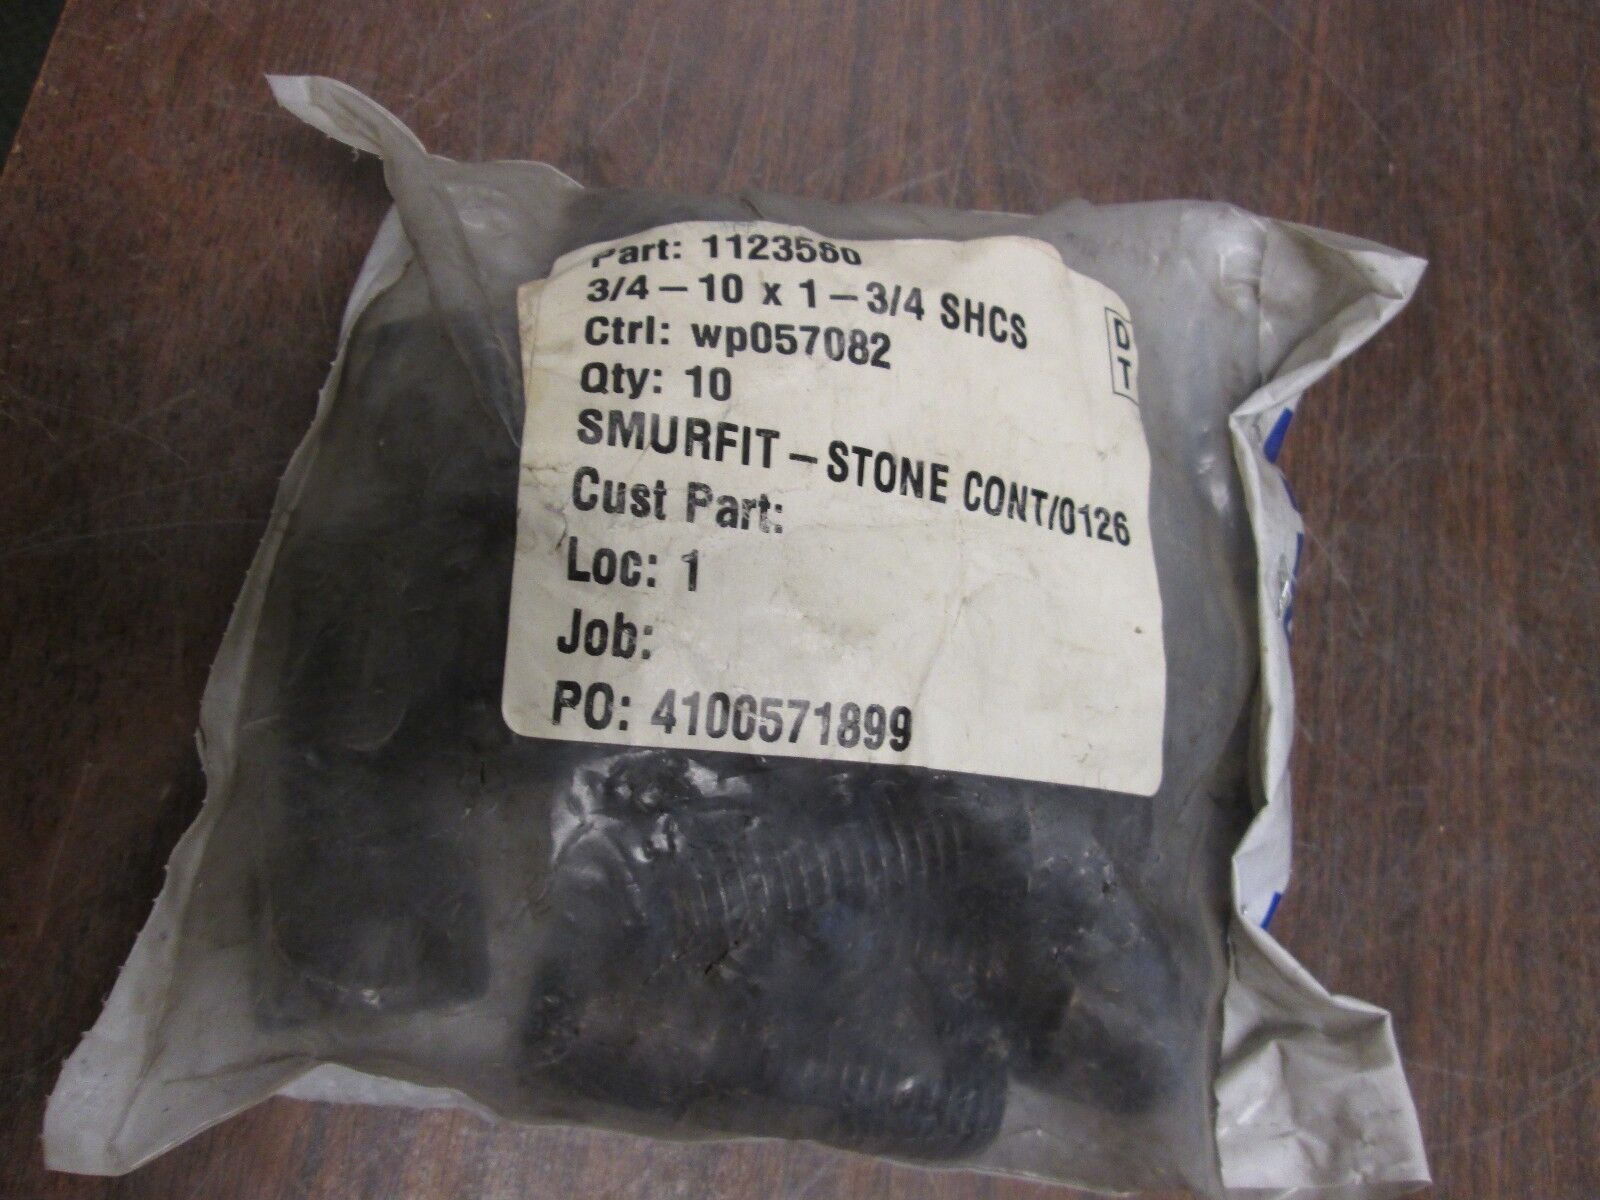 Part: 1123560
3/4-10 x 1-3/4 SHCS
Ctrl: wp057082
Qty: 10
SMURFIT-STONE CONT/0126
Cust Part:
Loc: 1
Job:
PO: 4100571899
D
T